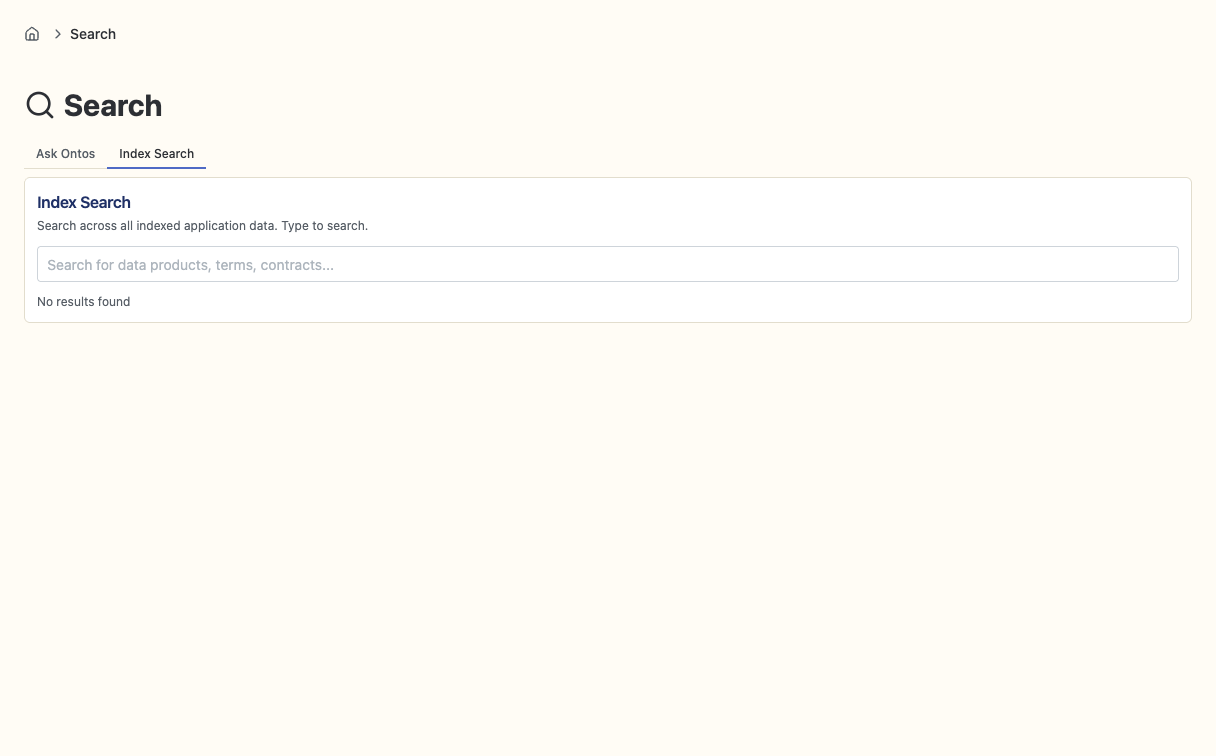 Search
Search
Ask Ontos
Index Search
Index Search
Search across all indexed application data. Type to search.
Search for data products, terms, contracts...
No results found